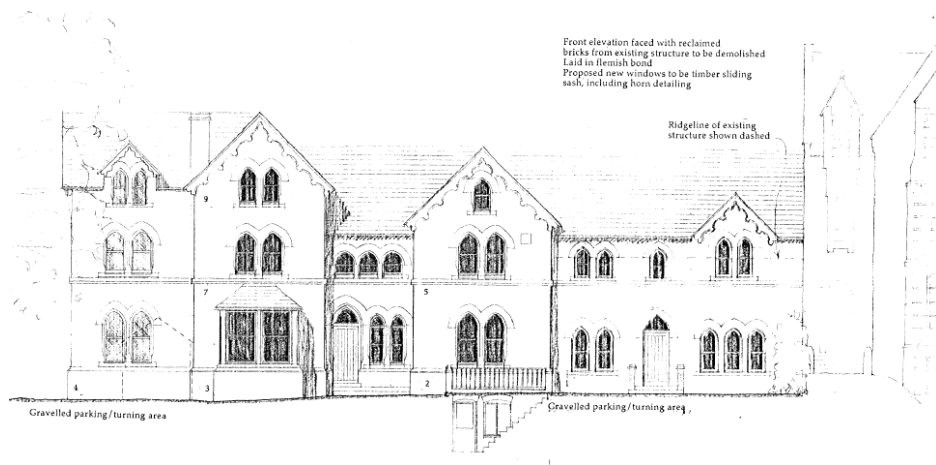 Front elevation faced with reclaimed
bricks from existing structure to be demolished
Laid in flemish bond
Proposed new windows to be timber sliding
sash, including horn detailing
Ridgeline of existing
structure shown dashed
9
7
5
4
3
2
1
Gravelled parking/turning area
Gravelled parking/turning area,